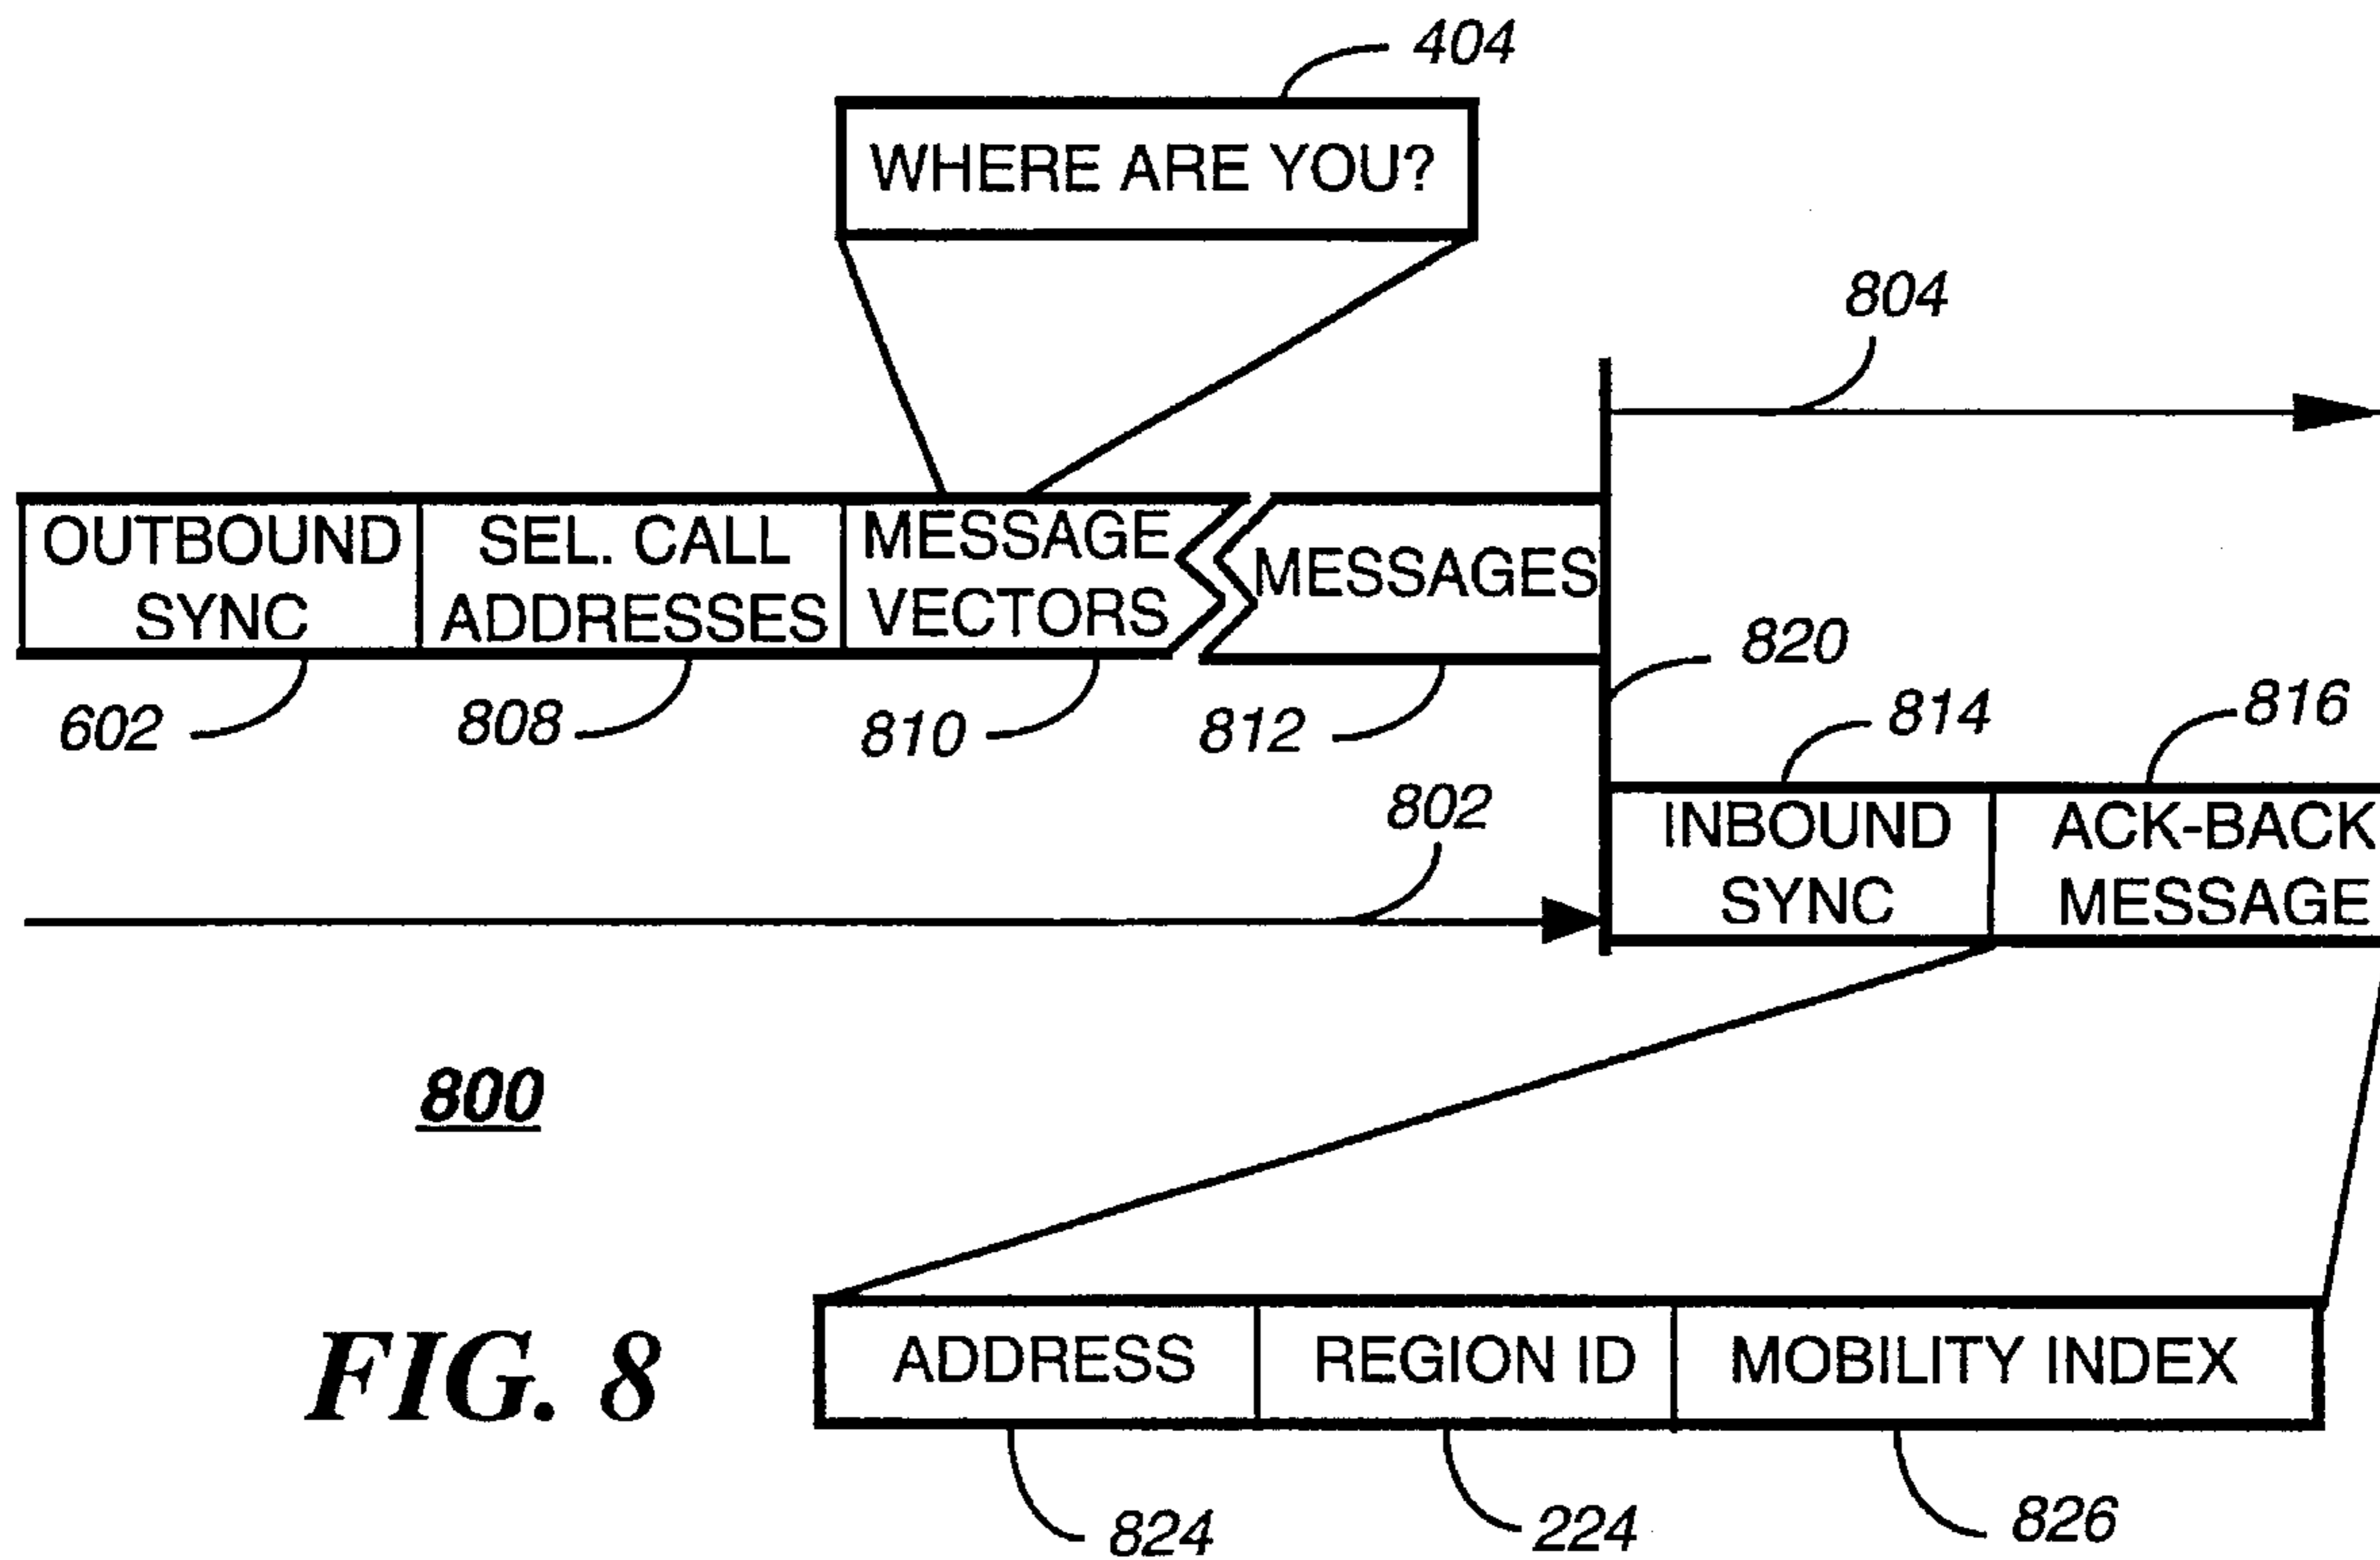 404
WHERE ARE YOU?
804
OUTBOUND
SYNC
SEL. CALL
ADDRESSES
MESSAGE
VECTORS
MESSAGES
820
602
808
810
812
814
816
802
INBOUND
SYNC
ACK-BACK
MESSAGE
800
FIG. 8
ADDRESS
REGION ID
MOBILITY INDEX
824
224
826